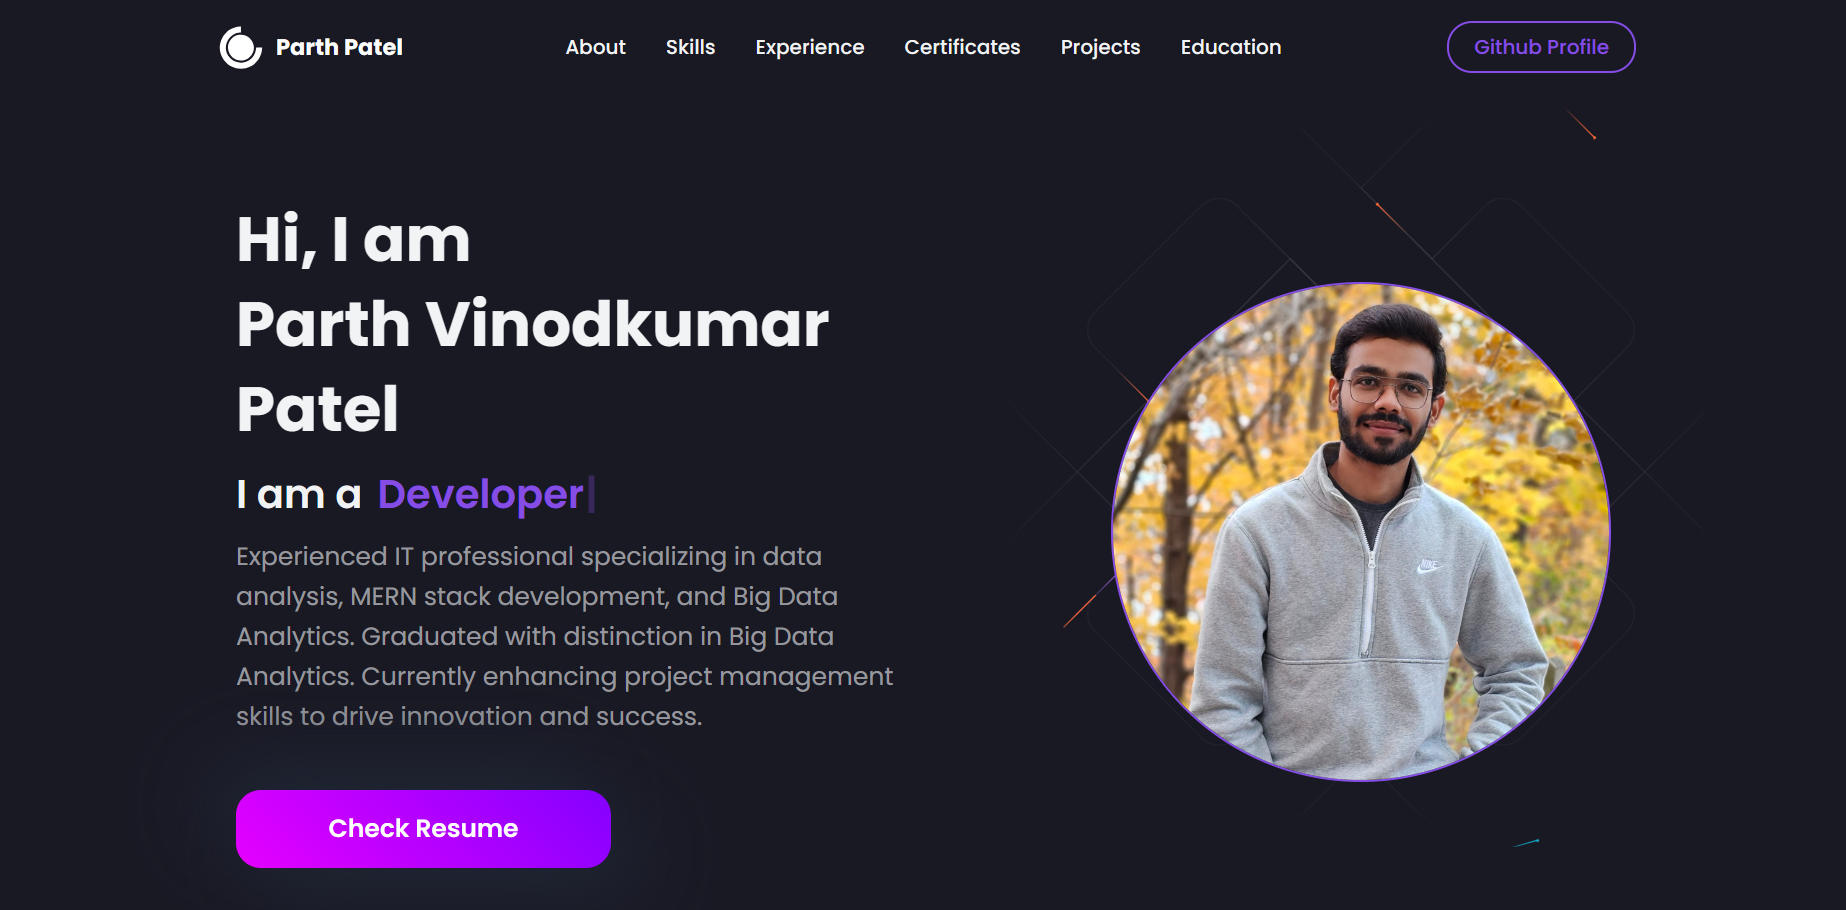 Parth Patel
About Skills Experience Certificates Projects Education
Github Profile
Hi, I am
Parth Vinodkumar
Patel
I am a Developer
Experienced IT professional specializing in data
analysis, MERN stack development, and Big Data
Analytics. Graduated with distinction in Big Data
Analytics. Currently enhancing project management
skills to drive innovation and success.
NIKE
Check Resume